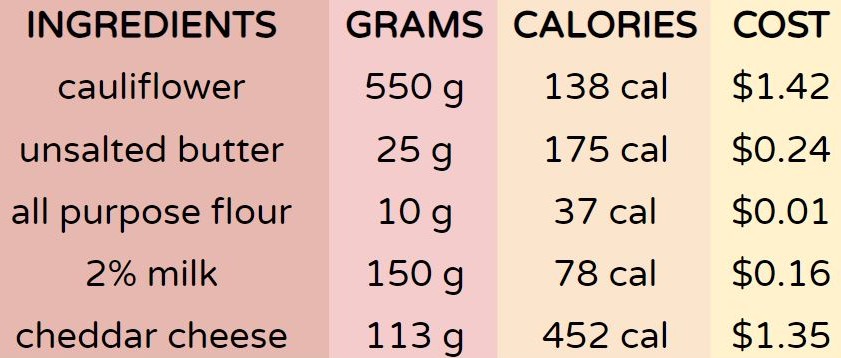 INGREDIENTS GRAMS CALORIES COST
cauliflower 550 g 138 cal $1.42
unsalted butter 25 g 175 cal $0.24
all purpose flour 10 g 37 cal $0.01
2% milk 150 g 78 cal $0.16
cheddar cheese 113 g 452 cal $1.35